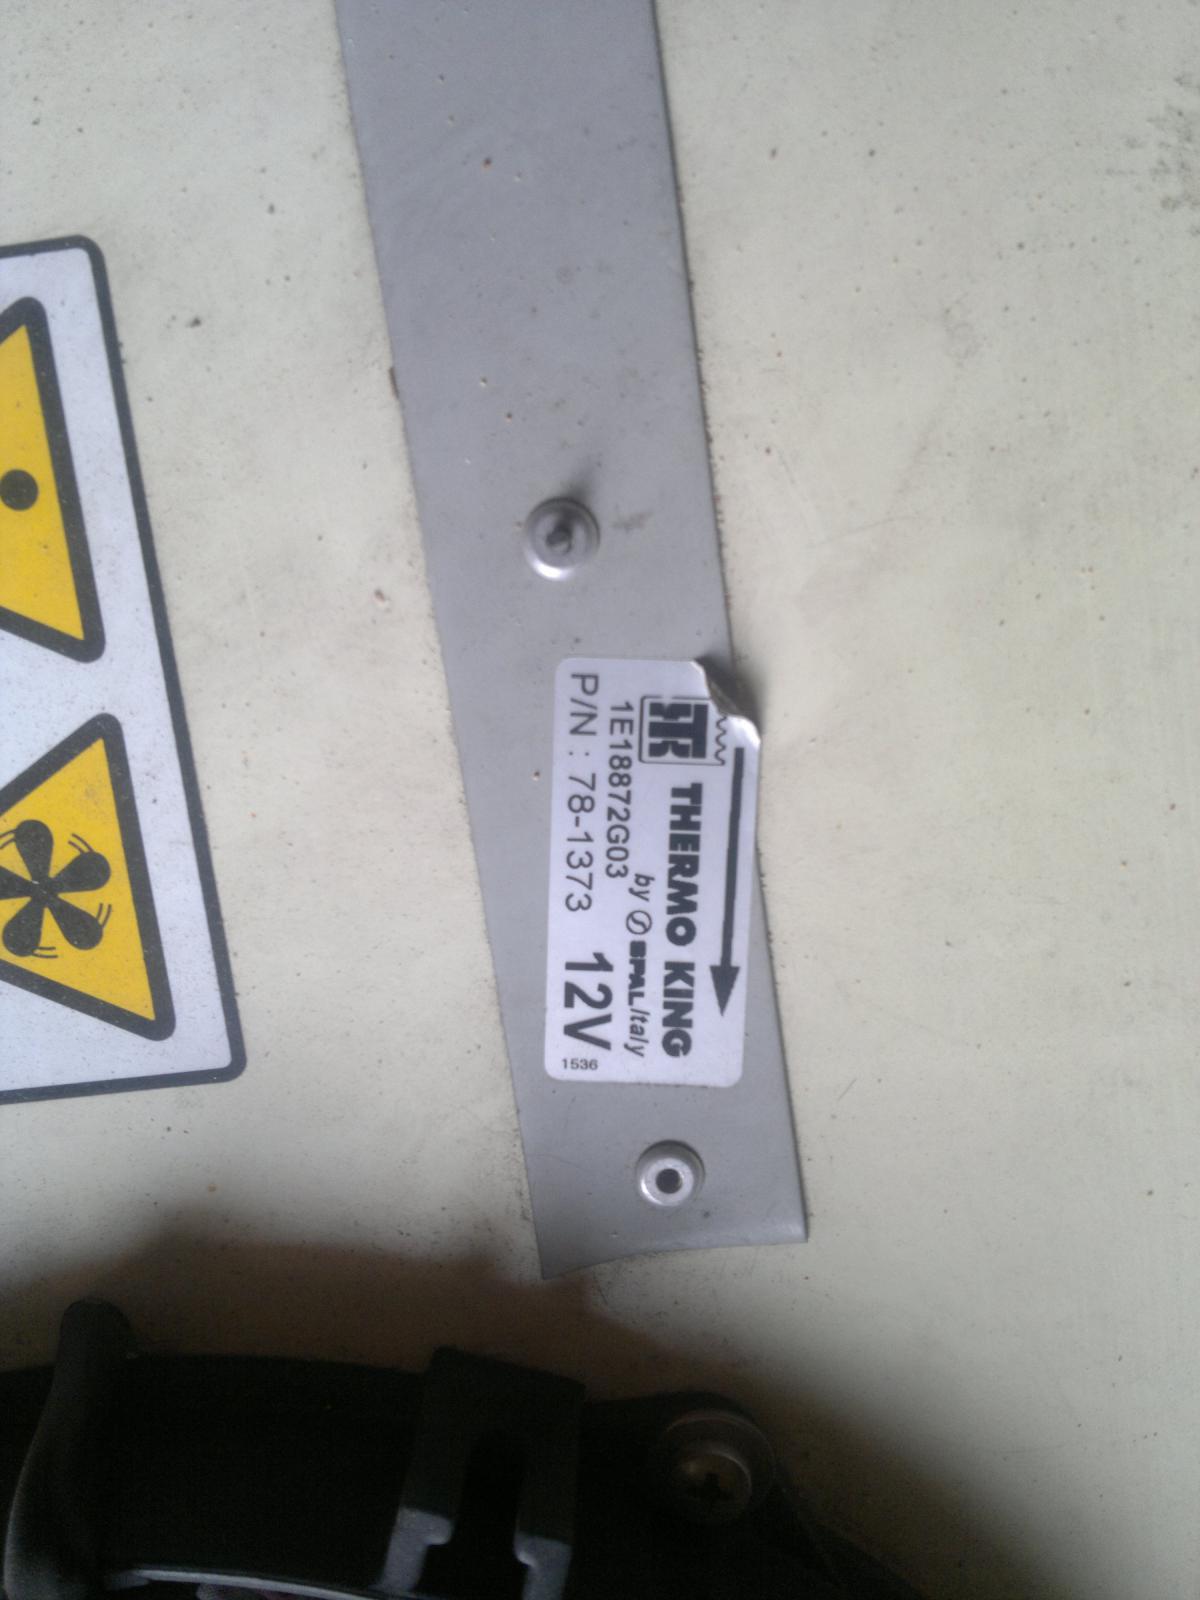 TK THERMO KING
by SPAL Italy
1E18872G03
P/N : 78-1373 12V
1536